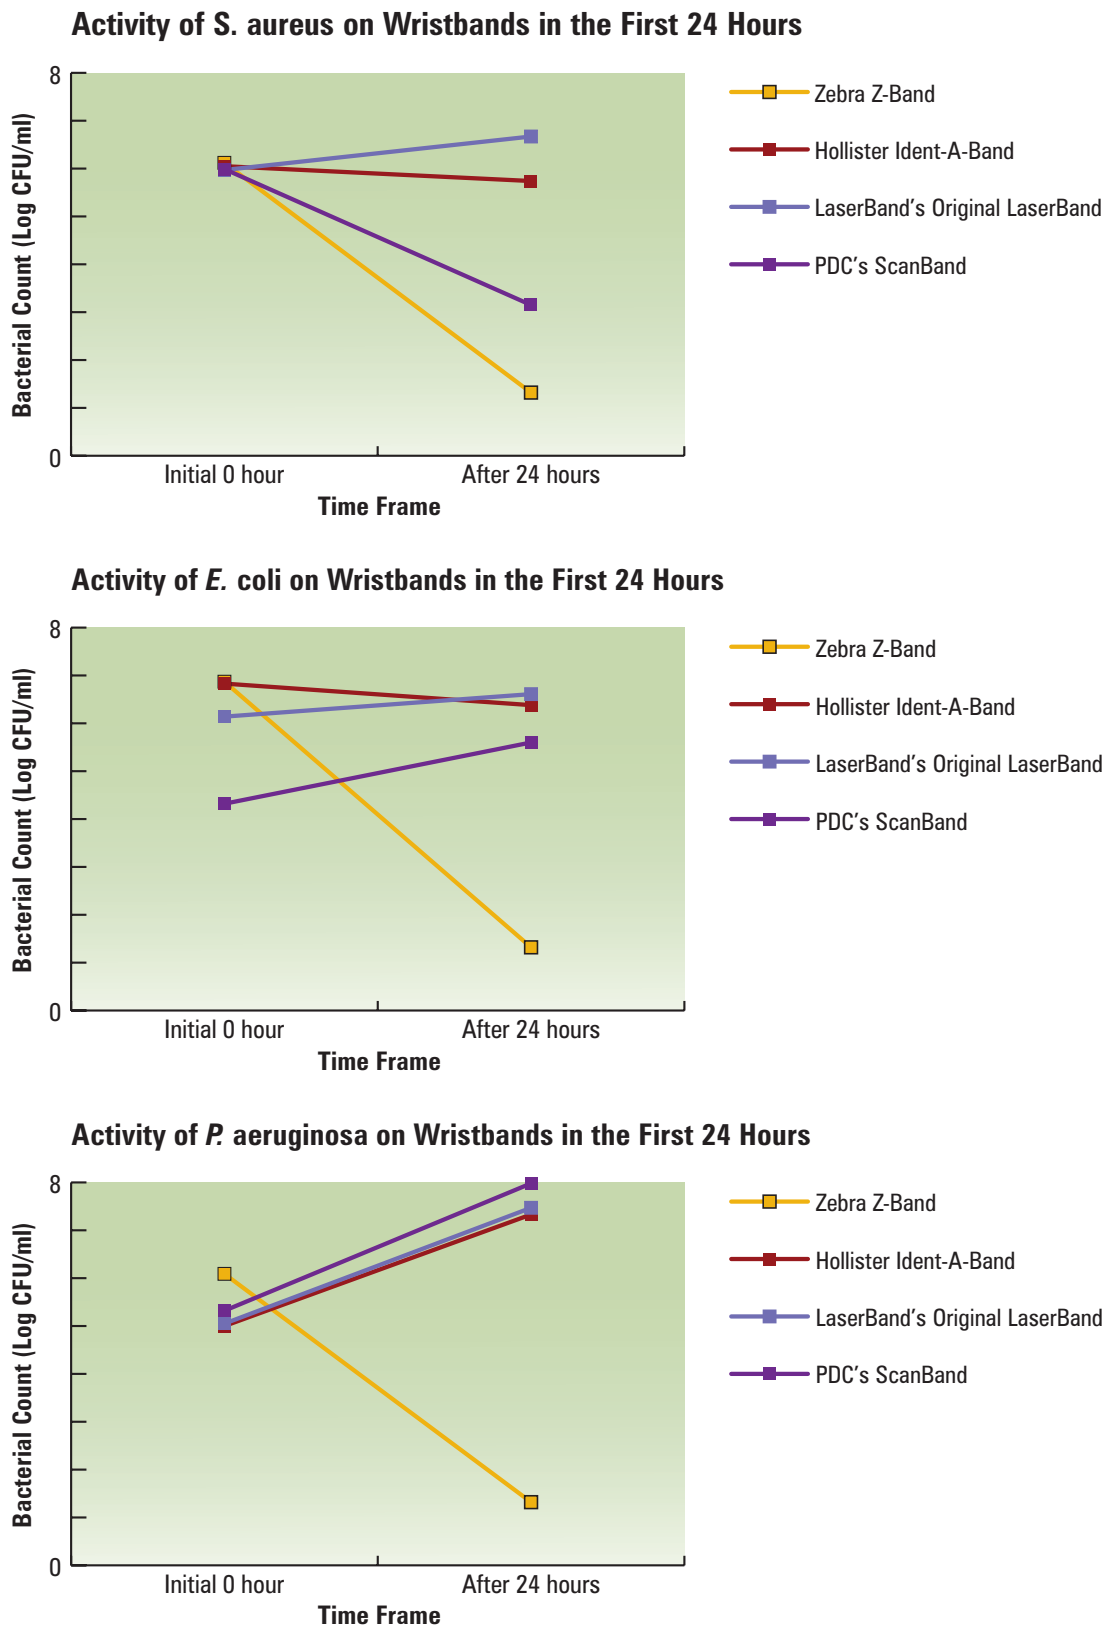 Activity of S. aureus on Wristbands in the First 24 Hours
8
Bacterial Count (Log CFU/ml)
0
Initial 0 hour
After 24 hours
Time Frame
Zebra Z-Band
Hollister Ident-A-Band
LaserBand's Original LaserBand
PDC's ScanBand
Activity of E. coli on Wristbands in the First 24 Hours
8
Bacterial Count (Log CFU/ml)
0
Initial 0 hour
After 24 hours
Time Frame
Zebra Z-Band
Hollister Ident-A-Band
LaserBand's Original LaserBand
PDC's ScanBand
Activity of P. aeruginosa on Wristbands in the First 24 Hours
8
Bacterial Count (Log CFU/ml)
0
Initial 0 hour
After 24 hours
Time Frame
Zebra Z-Band
Hollister Ident-A-Band
LaserBand's Original LaserBand
PDC's ScanBand